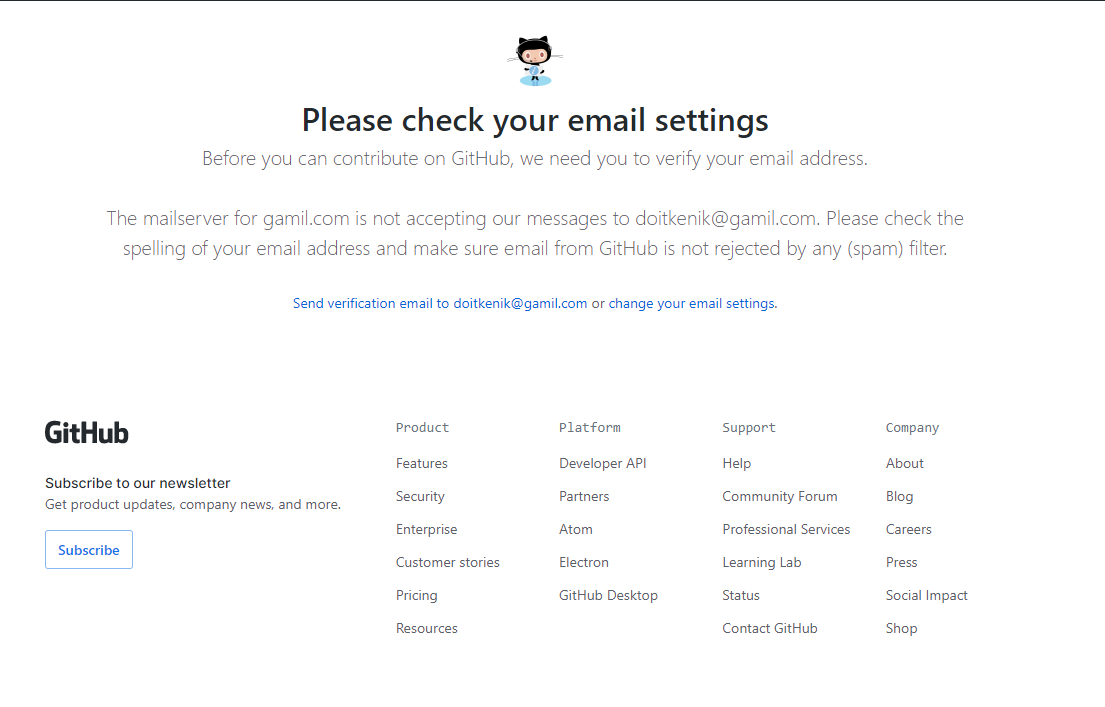 Please check your email settings
Before you can contribute on GitHub, we need you to verify your email address.
The mailserver for gamil.com is not accepting our messages to doitkenik@gamil.com. Please check the
spelling of your email address and make sure email from GitHub is not rejected by any (spam) filter.
Send verification email to doitkenik@gamil.com or change your email settings.
GitHub
Subscribe to our newsletter
Get product updates, company news, and more.
Subscribe
Product
Features
Security
Enterprise
Customer stories
Pricing
Resources
Platform
Developer API
Partners
Atom
Electron
GitHub Desktop
Support
Help
Community Forum
Professional Services
Learning Lab
Status
Contact GitHub
Company
About
Blog
Careers
Press
Social Impact
Shop